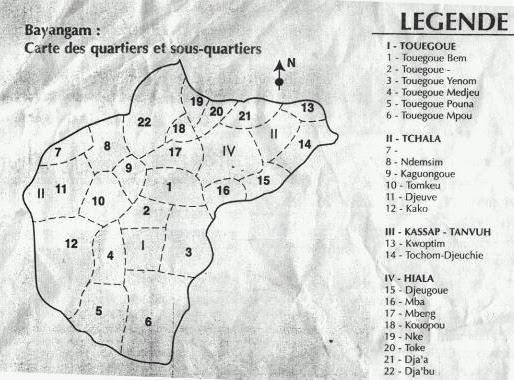 Bayangam :
Carte des quartiers et sous-quartiers
N
19
20
21
13
22
18
II
14
7
8
17
IV
9
15
II
11
1
16
10
2
12
I
4
3
5
6
LEGENDE
I - TOUEGOUE
1 - Touegoue Bem
2 - Touegoue -
3 - Touegoue Yenom
4 - Touegoue Medjeu
5 - Touegoue Pouna
6 - Touegoue Mpou
II - TCHALA
7 -
8 - Ndemsim
9 - Kaguongoue
10 - Tomkeu
11 - Djeuve
12 - Kako
III - KASSAP - TANVUH
13 - Kwoptim
14 - Tochom-Djeuchie
IV - HIALA
15 - Djeugoue
16 - Mba
17 - Mbeng
18 - Kouopou
19 - Nke
20 - Toke
21 - Dja'a
22 - Dja'bu